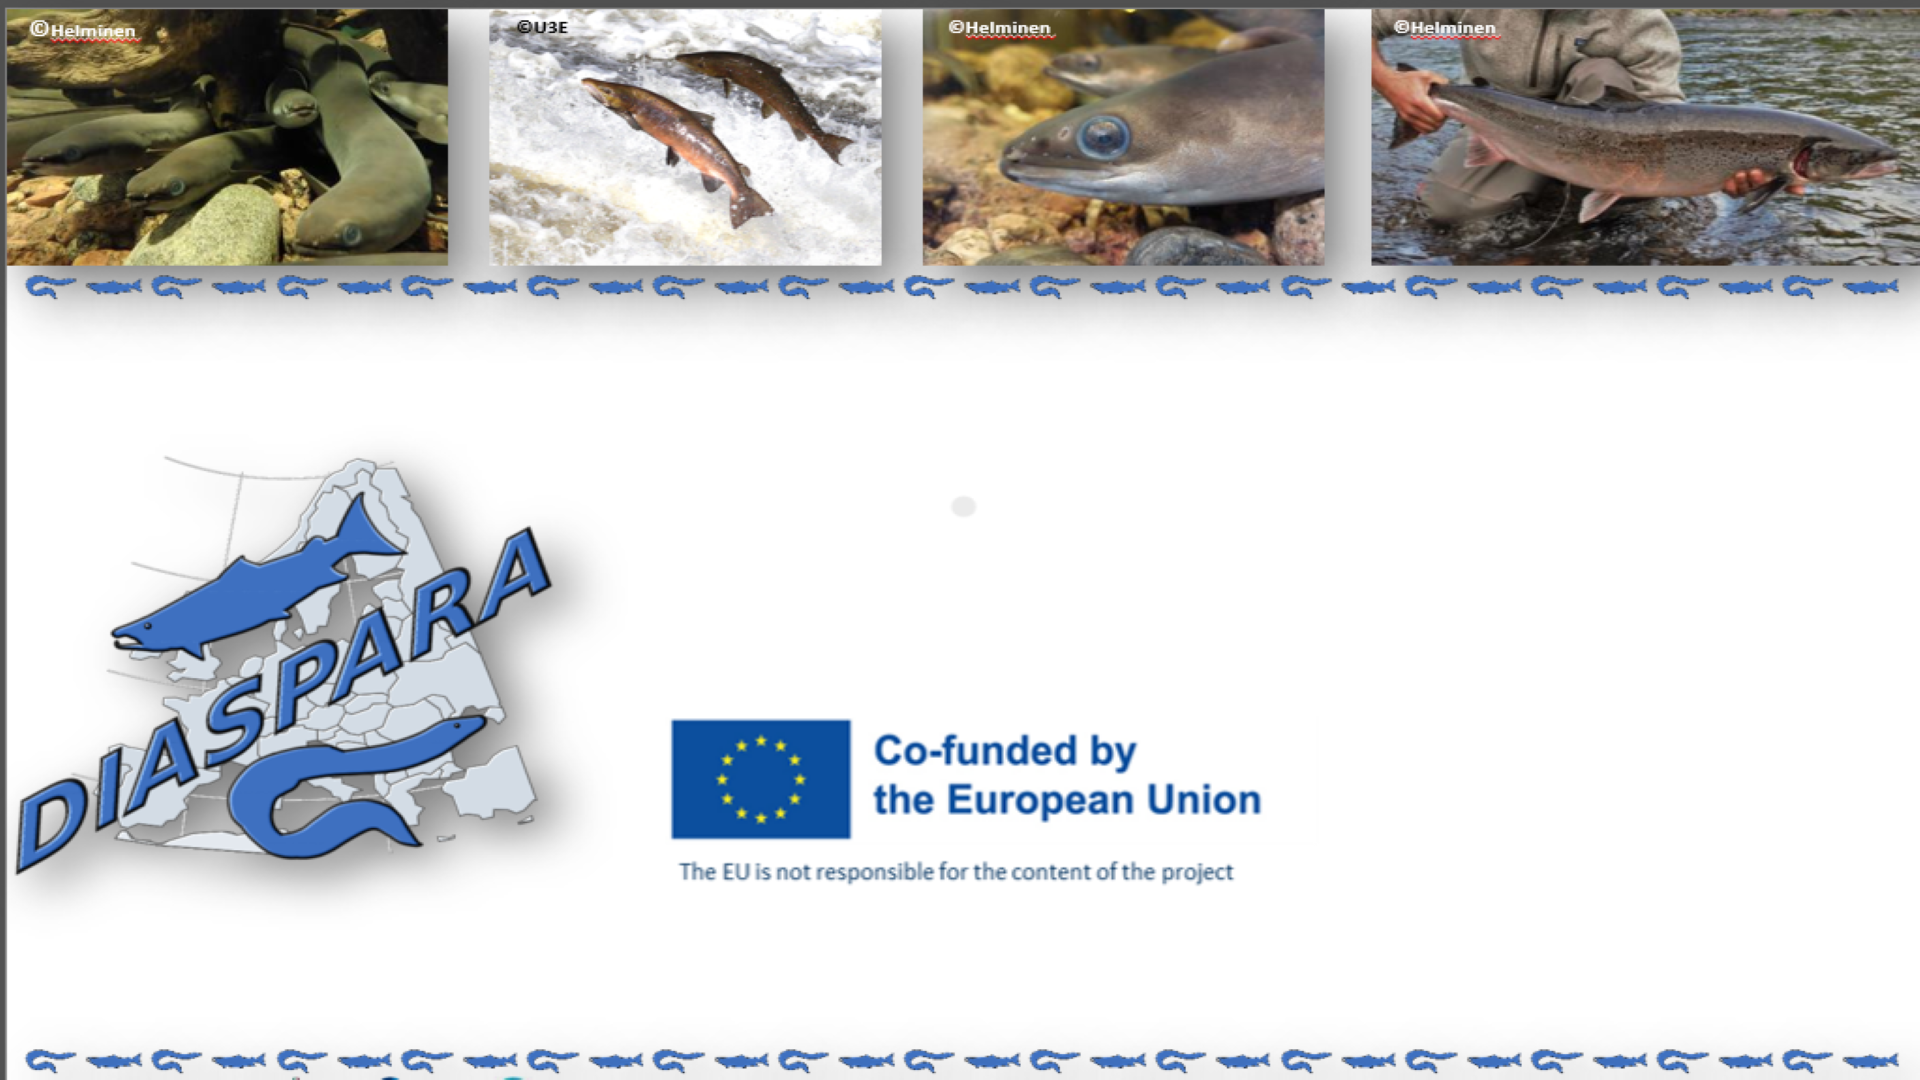 ©Helminen
©U3E
©Helminen
©Helminen
DIASPARA
Co-funded by
the European Union
The EU is not responsible for the content of the project